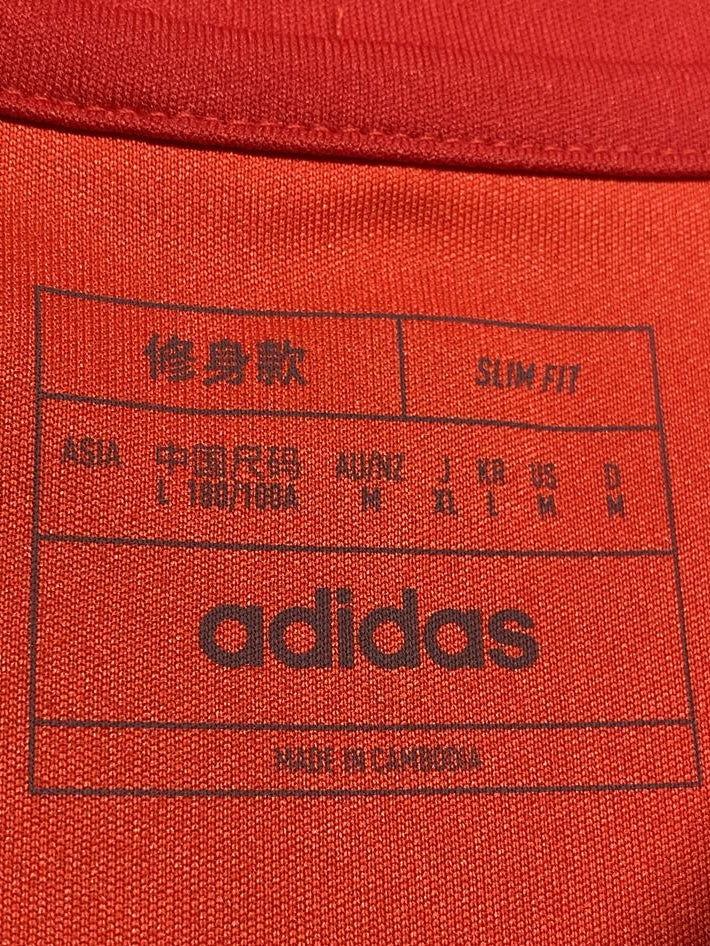 修身款 SLIM FIT
ASIA 中国尺码 AU/NZ J KR US D
L 180/100A M XL L M M
adidas
MADE IN CAMBODIA